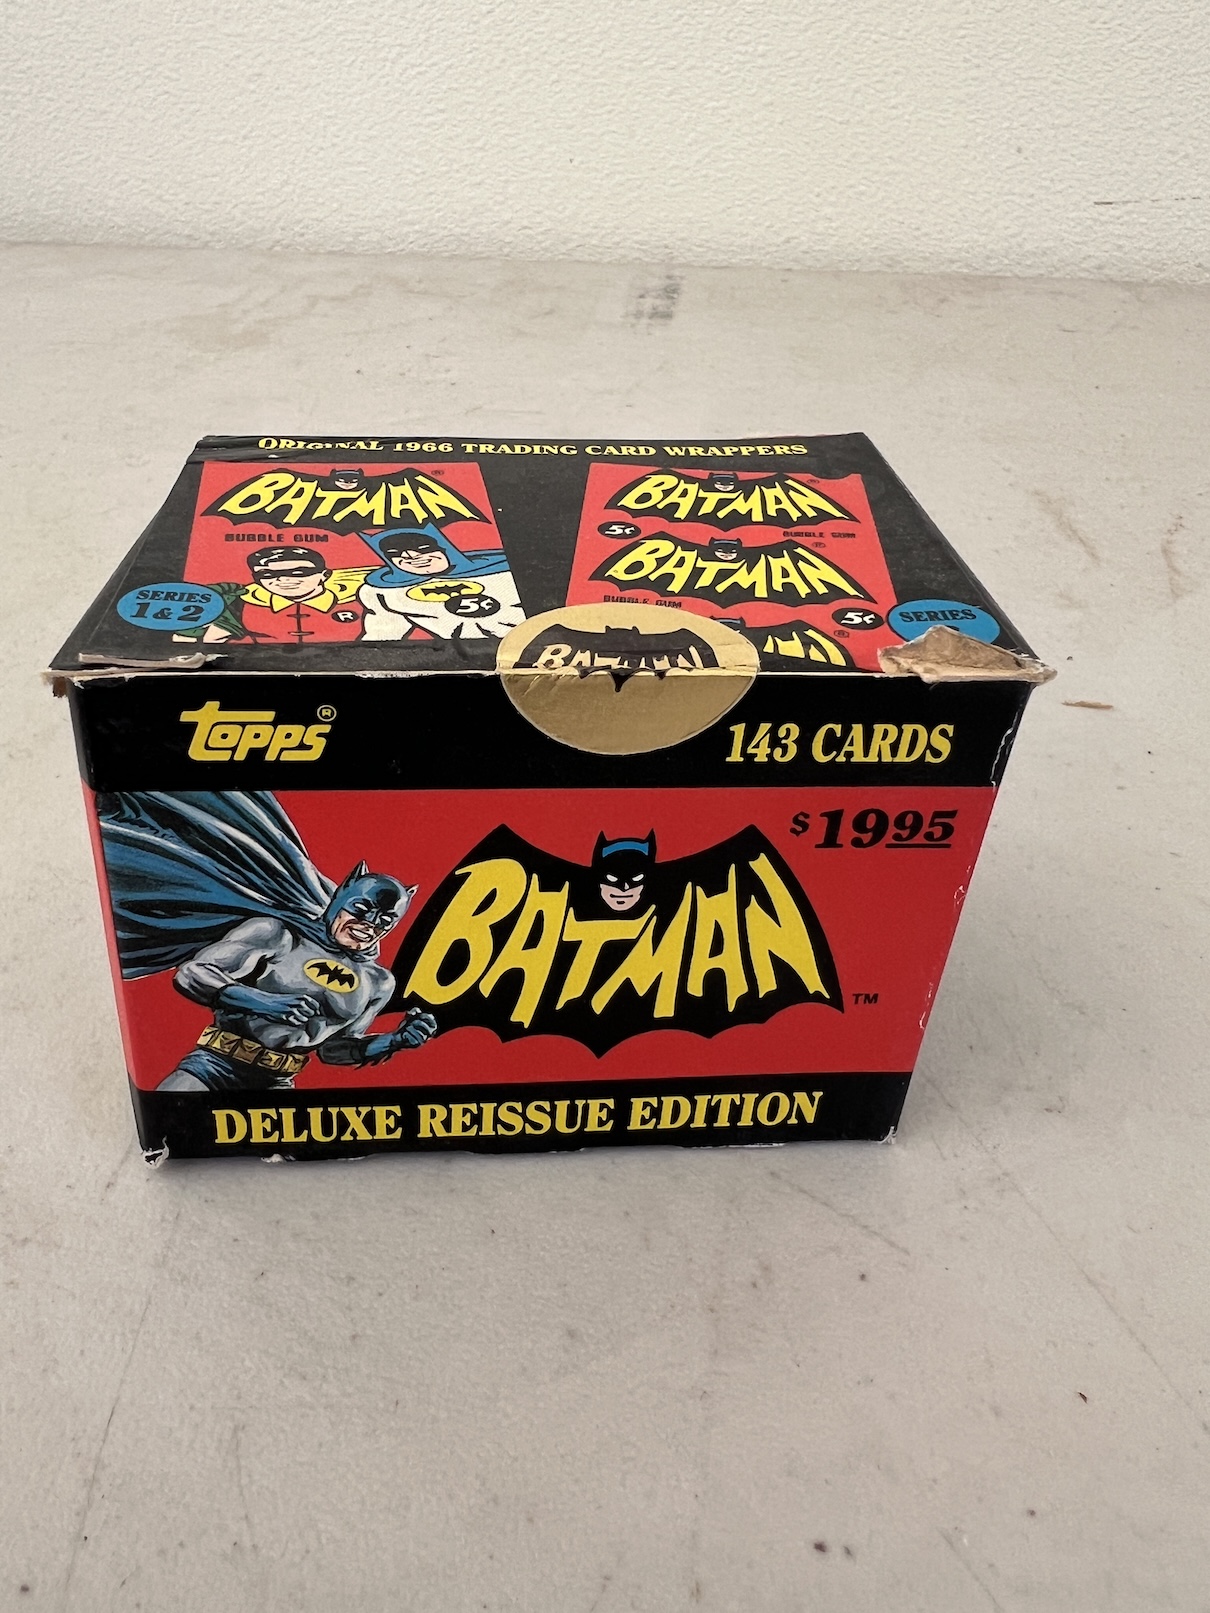 ORIGINAL 1966 TRADING CARD WRAPPERS
BATMAN®
BUBBLE GUM
5¢
R
SERIES
1 & 2
BATMAN®
5¢
BUBBLE GUM
BATMAN®
BUBBLE GUM
5¢
SERIES
BATMAN
topps®
143 CARDS
$1995
BATMAN™
DELUXE REISSUE EDITION